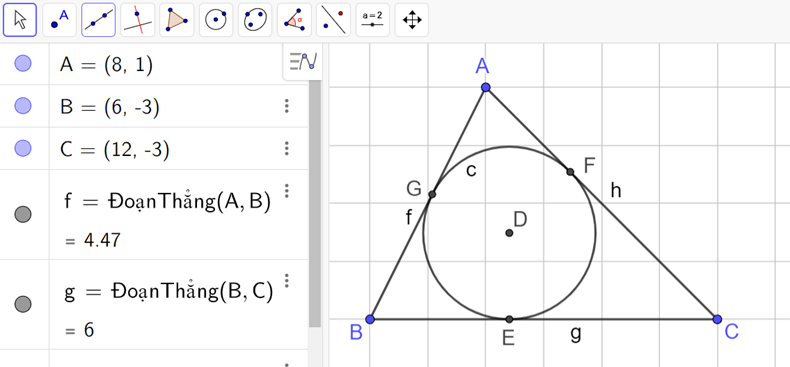 A
α
a=2
A = (8, 1)
B = (6, -3)
C = (12, -3)
f = ĐoạnThẳng(A, B)
= 4.47
g = ĐoạnThẳng(B, C)
= 6
A
F
c
G
h
f
D
B
E
g
C